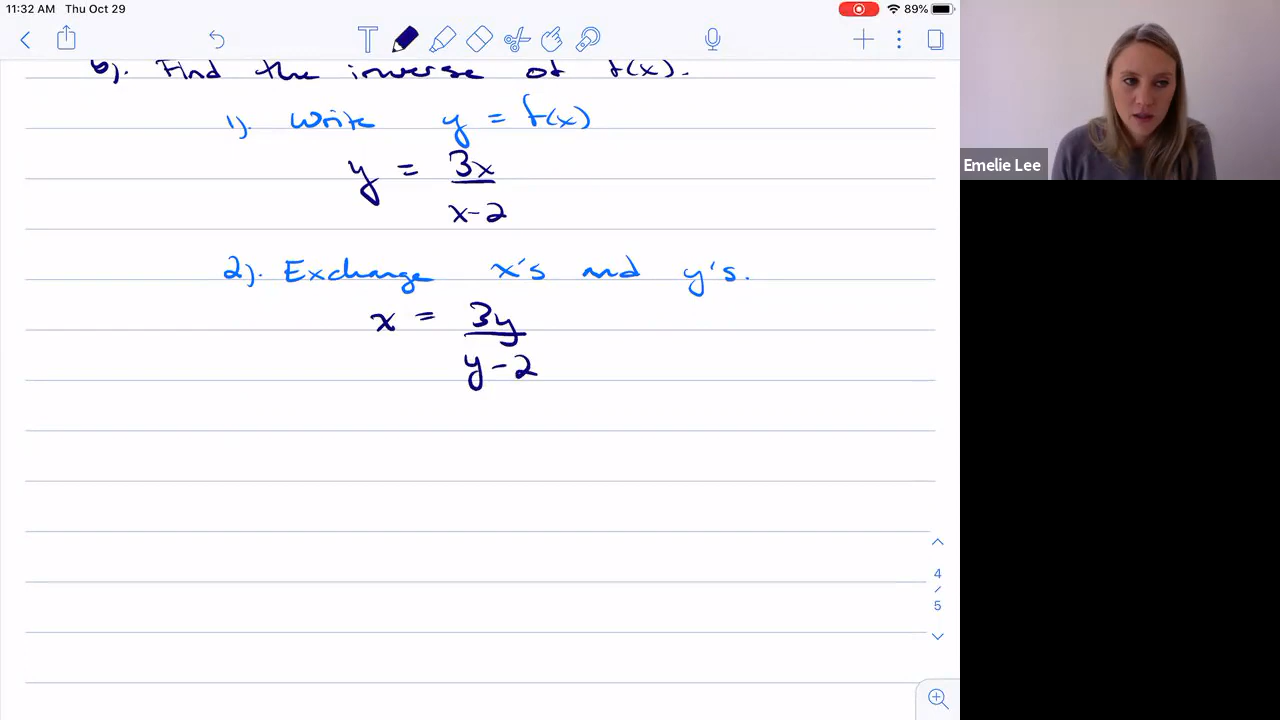 11:32 AM Thu Oct 29
89%
T
b). Find the inverse of f(x).
1). Write y = f(x)
y = 3x
x-2
2). Exchange x's and y's.
x = 3y
y-2
Emelie Lee
4
/
5